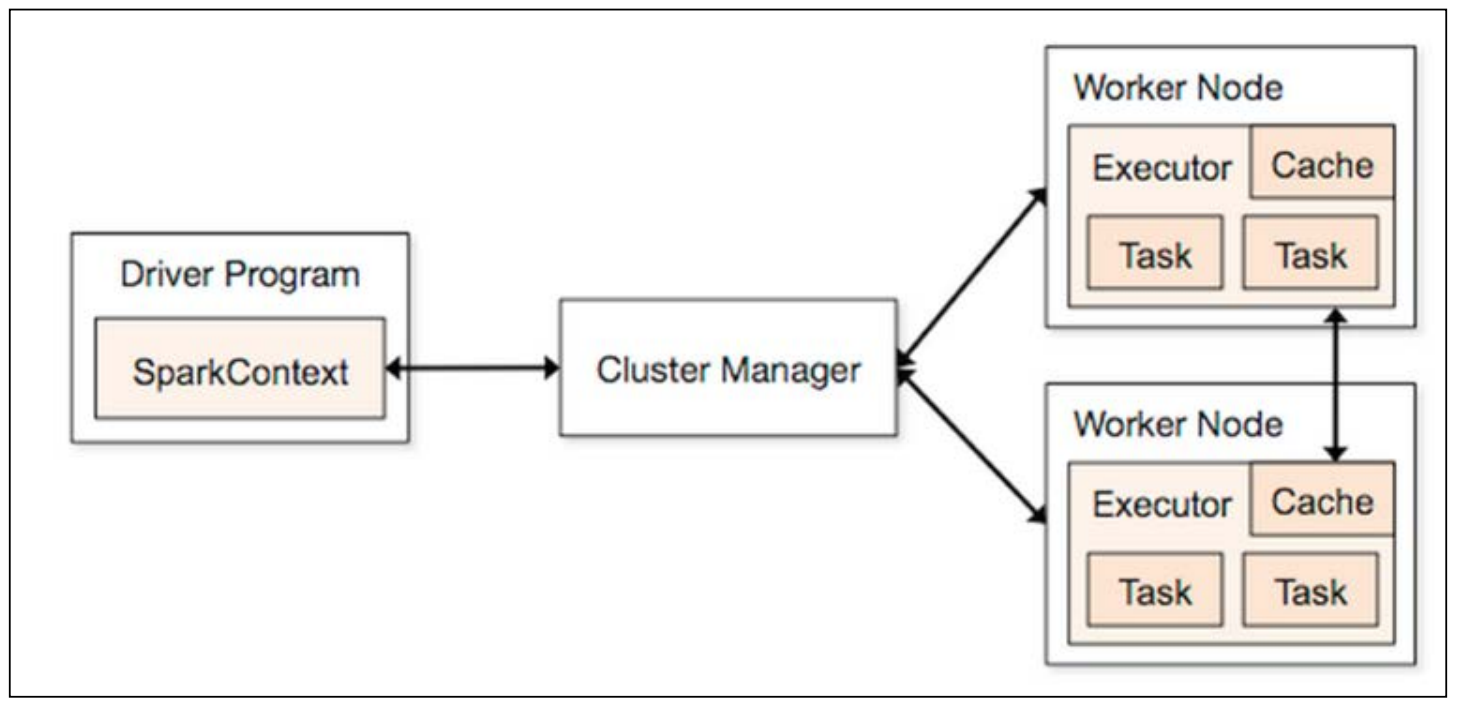 Driver Program
SparkContext
Cluster Manager
Worker Node
Executor
Cache
Task
Task
Worker Node
Executor
Cache
Task
Task